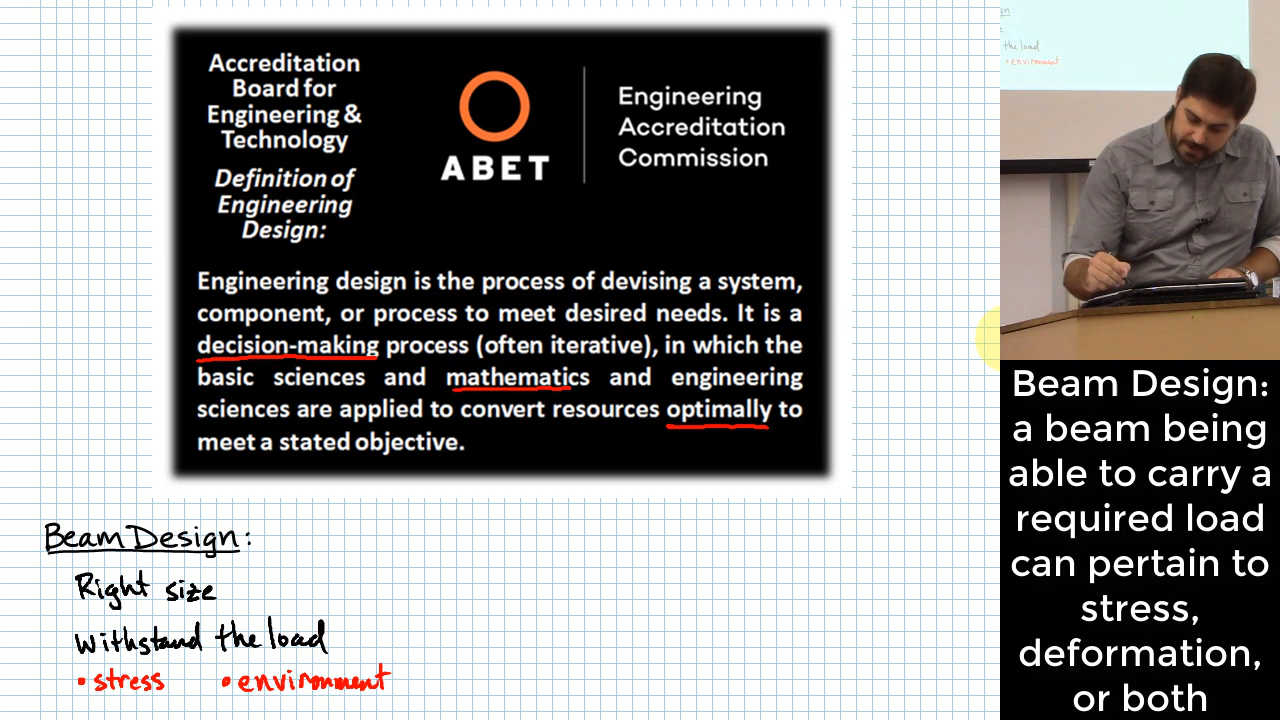 Accreditation
Board for
Engineering &
Technology
Definition of
Engineering
Design:
ABET
Engineering
Accreditation
Commission
Engineering design is the process of devising a system,
component, or process to meet desired needs. It is a
decision-making process (often iterative), in which the
basic sciences and mathematics and engineering
sciences are applied to convert resources optimally to
meet a stated objective.
Beam Design:
Right size
Withstand the load
• stress • environment
the load
• environment
Beam Design:
a beam being
able to carry a
required load
can pertain to
stress,
deformation,
or both